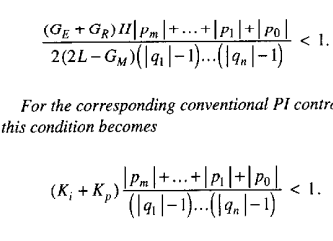 (G_E + G_R) II|p_m|+...+|p_1|+|p_0|
2(2L−G_M)(|q_1|−1)...(|q_n|−1) < 1.
For the corresponding conventional PI
this condition becomes
(K_i + K_p) |p_m|+...+|p_1|+|p_0|
(|q_1|−1)...(|q_n|−1) < 1.